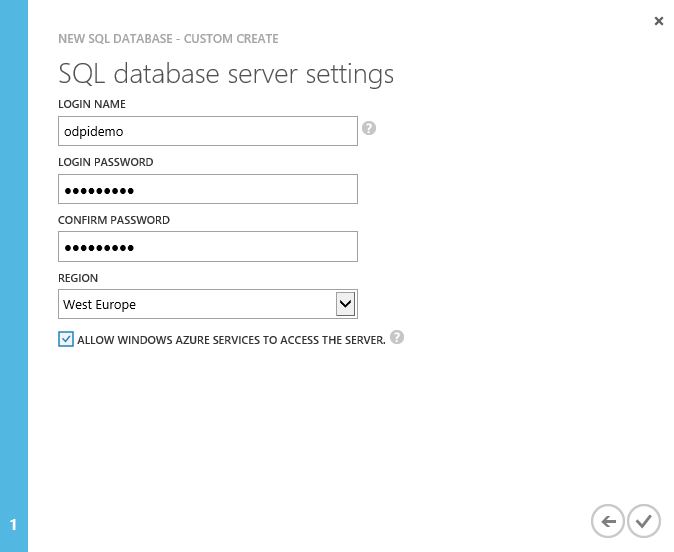 NEW SQL DATABASE - CUSTOM CREATE
SQL database server settings
LOGIN NAME
odpidemo
?
LOGIN PASSWORD
●●●●●●●●●
CONFIRM PASSWORD
●●●●●●●●●
REGION
West Europe
ALLOW WINDOWS AZURE SERVICES TO ACCESS THE SERVER. ?
1